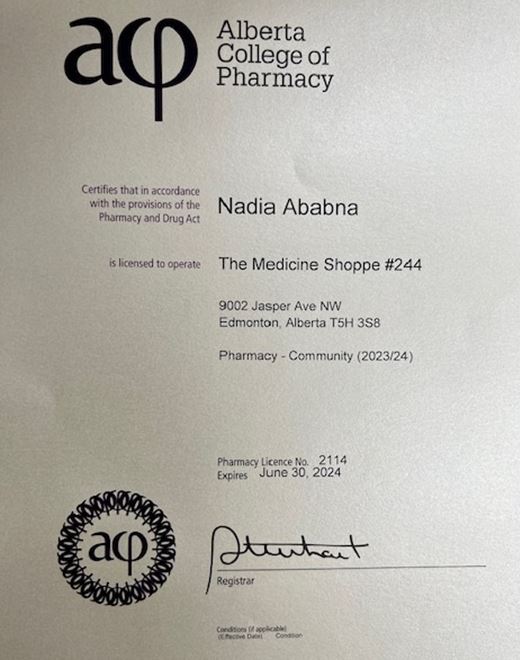 acp
Alberta
College of
Pharmacy
Certifies that in accordance
with the provisions of the
Pharmacy and Drug Act
Nadia Ababna
is licensed to operate
The Medicine Shoppe #244
9002 Jasper Ave NW
Edmonton, Alberta T5H 3S8
Pharmacy - Community (2023/24)
Pharmacy Licence No. 2114
Expires June 30, 2024
acp
Registrar
Conditions (if applicable)
(Effective Date) Condition